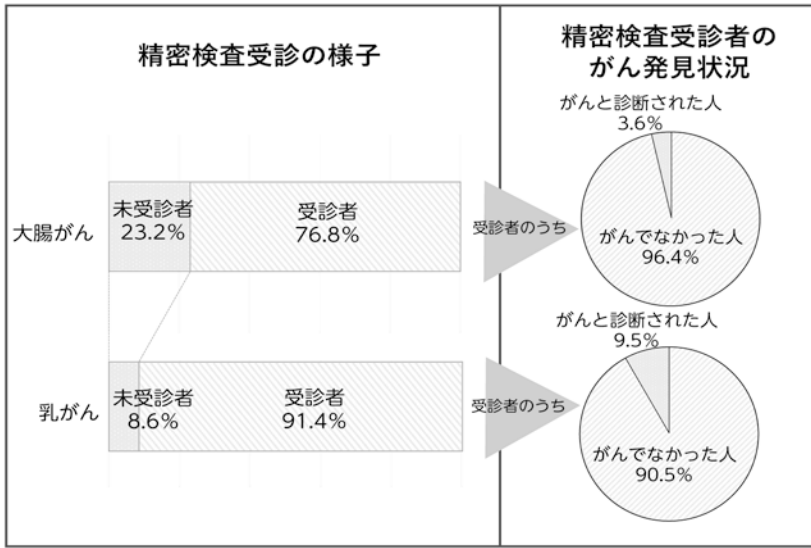 精密検査受診の様子
大腸がん
未受診者
23.2%
受診者
76.8%
受診者のうち
乳がん
未受診者
8.6%
受診者
91.4%
受診者のうち
精密検査受診者の
がん発見状況
がんと診断された人
3.6%
がんでなかった人
96.4%
がんと診断された人
9.5%
がんでなかった人
90.5%